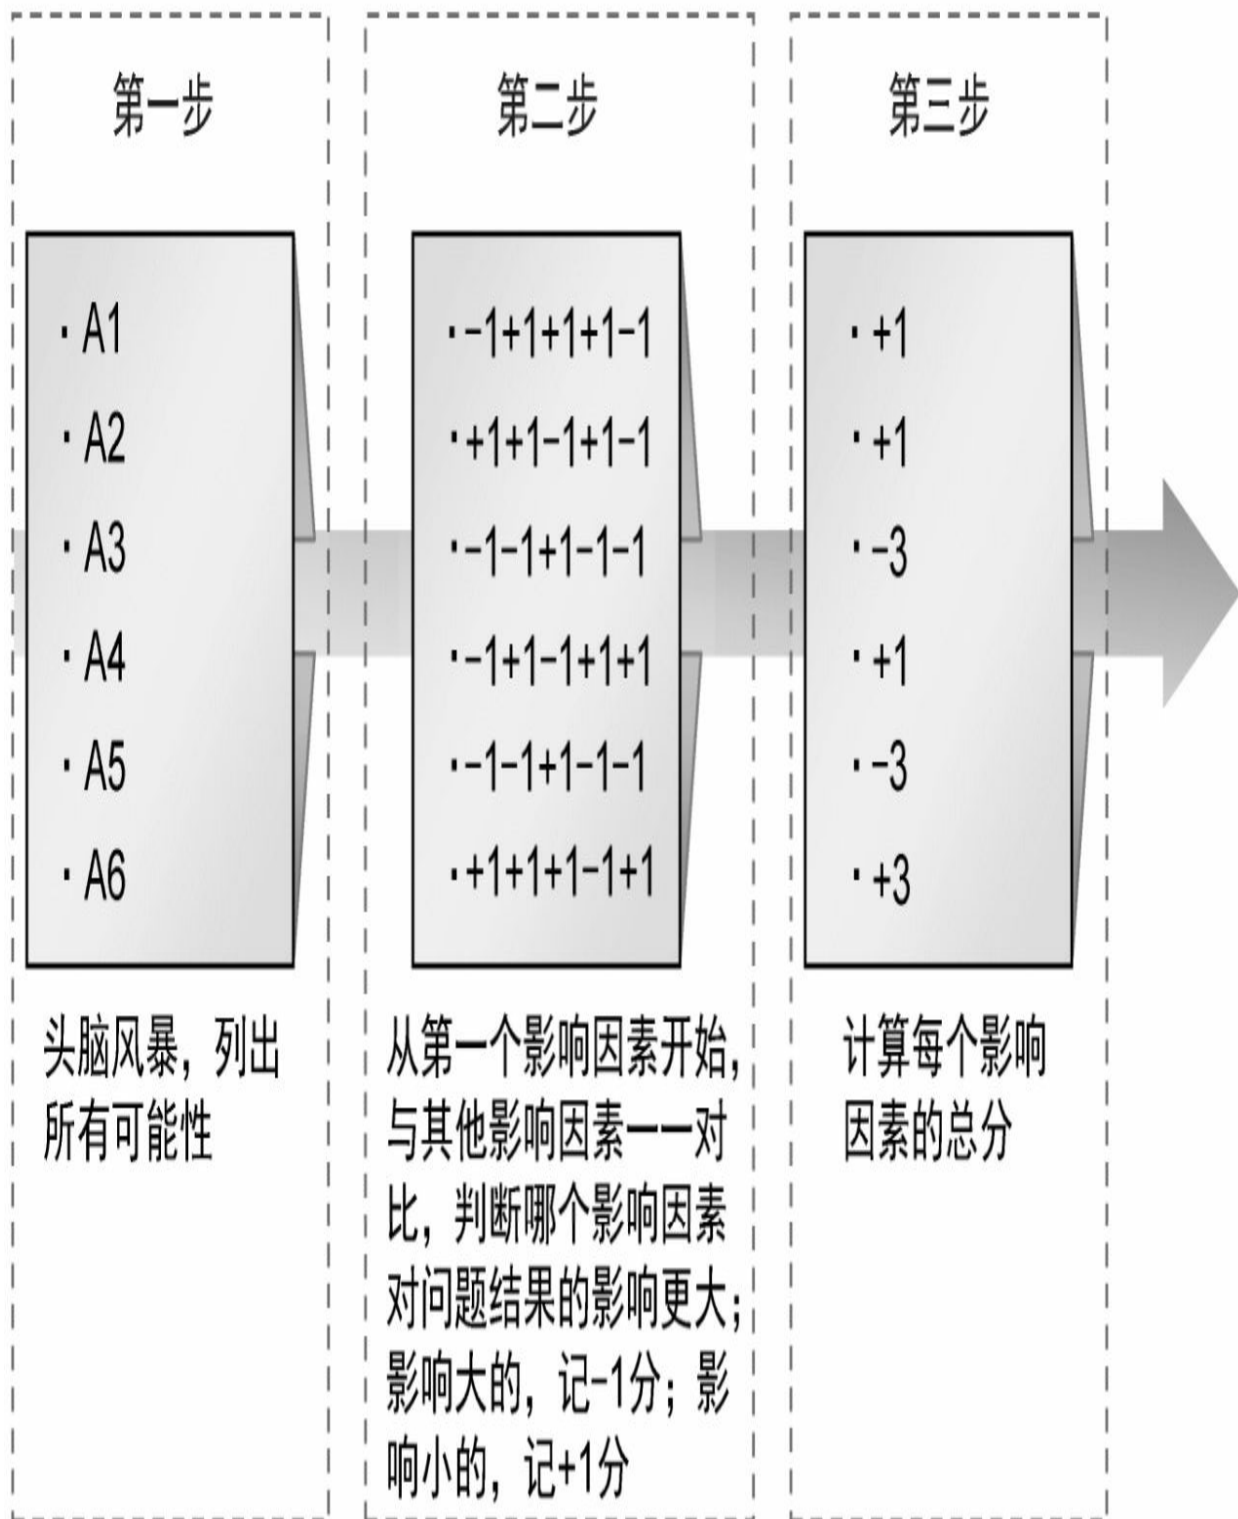 第一步
· A1
· A2
· A3
· A4
· A5
· A6
头脑风暴，列出
所有可能性
第二步
·-1+1+1+1-1
·+1+1-1+1-1
·-1-1+1-1-1
·-1+1-1+1+1
·-1-1+1-1-1
·+1+1+1-1+1
从第一个影响因素开始，
与其他影响因素一一对
比，判断哪个影响因素
对问题结果的影响更大；
影响大的，记-1分；影
响小的，记+1分
第三步
· +1
· +1
· -3
· +1
· -3
· +3
计算每个影响
因素的总分